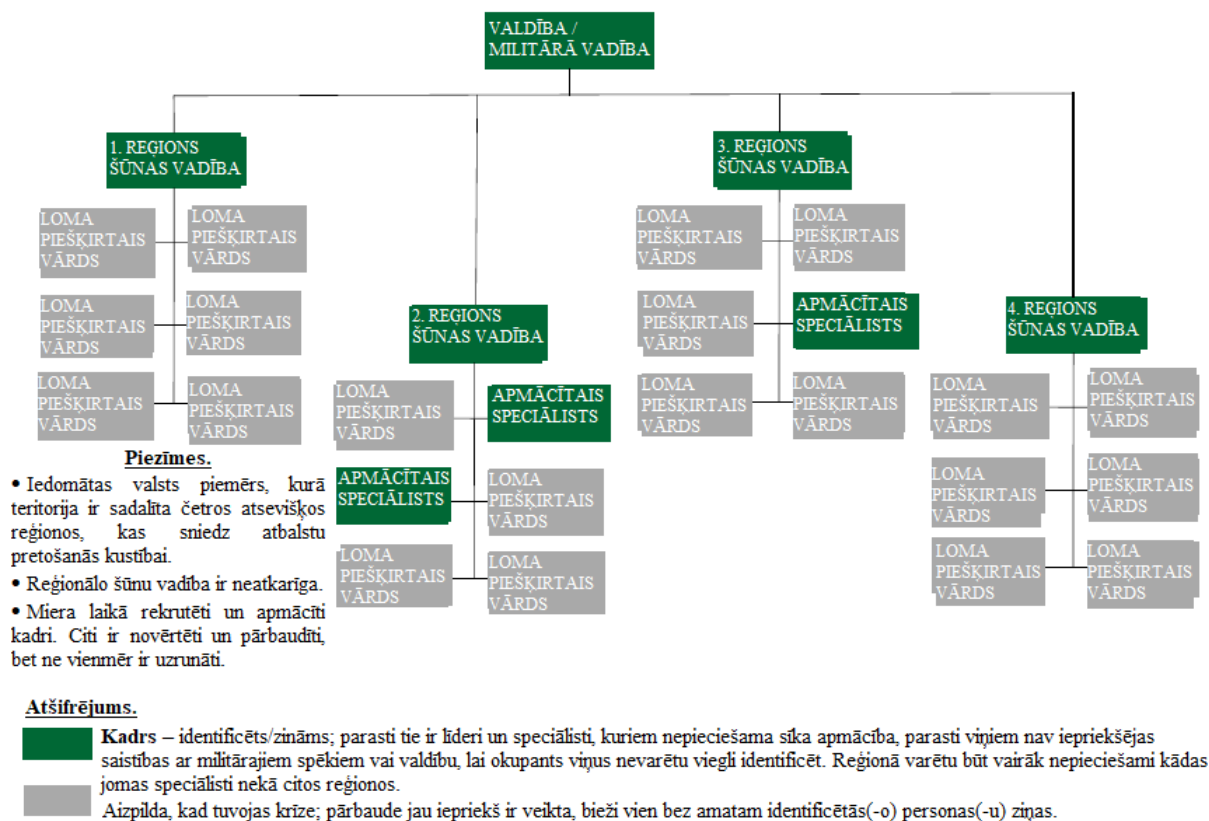 VALDĪBA /
MILITĀRĀ VADĪBA
1. REĢIONS
ŠŪNAS VADĪBA
LOMA
PIEŠĶIRTAIS
VĀRDS
LOMA
PIEŠĶIRTAIS
VĀRDS
LOMA
PIEŠĶIRTAIS
VĀRDS
LOMA
PIEŠĶIRTAIS
VĀRDS
LOMA
PIEŠĶIRTAIS
VĀRDS
LOMA
PIEŠĶIRTAIS
VĀRDS
2. REĢIONS
ŠŪNAS VADĪBA
LOMA
PIEŠĶIRTAIS
VĀRDS
APMĀCĪTAIS
SPECIĀLISTS
APMĀCĪTAIS
SPECIĀLISTS
LOMA
PIEŠĶIRTAIS
VĀRDS
LOMA
PIEŠĶIRTAIS
VĀRDS
LOMA
PIEŠĶIRTAIS
VĀRDS
3. REĢIONS
ŠŪNAS VADĪBA
LOMA
PIEŠĶIRTAIS
VĀRDS
LOMA
PIEŠĶIRTAIS
VĀRDS
LOMA
PIEŠĶIRTAIS
VĀRDS
APMĀCĪTAIS
SPECIĀLISTS
LOMA
PIEŠĶIRTAIS
VĀRDS
LOMA
PIEŠĶIRTAIS
VĀRDS
4. REĢIONS
ŠŪNAS VADĪBA
LOMA
PIEŠĶIRTAIS
VĀRDS
LOMA
PIEŠĶIRTAIS
VĀRDS
LOMA
PIEŠĶIRTAIS
VĀRDS
LOMA
PIEŠĶIRTAIS
VĀRDS
LOMA
PIEŠĶIRTAIS
VĀRDS
LOMA
PIEŠĶIRTAIS
VĀRDS
Piezīmes.
• Iedomātas valsts piemērs, kurā
teritorija ir sadalīta četros atsevišķos
reģionos, kas sniedz atbalstu
pretošanās kustībai.
• Reģionālo šūnu vadība ir neatkarīga.
• Miera laikā rekrutēti un apmācīti
kadri. Citi ir novērtēti un pārbaudīti,
bet ne vienmēr ir uzrunāti.
Atšifrējums.
Kadrs – identificēts/zināms; parasti tie ir līderi un speciālisti, kuriem nepieciešama sīka apmācība, parasti viņiem nav iepriekšējas
saistības ar militārajiem spēkiem vai valdību, lai okupants viņus nevarētu viegli identificēt. Reģionā varētu būt vairāk nepieciešami kādas
jomas speciālisti nekā citos reģionos.
Aizpilda, kad tuvojas krīze; pārbaude jau iepriekš ir veikta, bieži vien bez amatam identificētās(-o) personas(-u) ziņas.